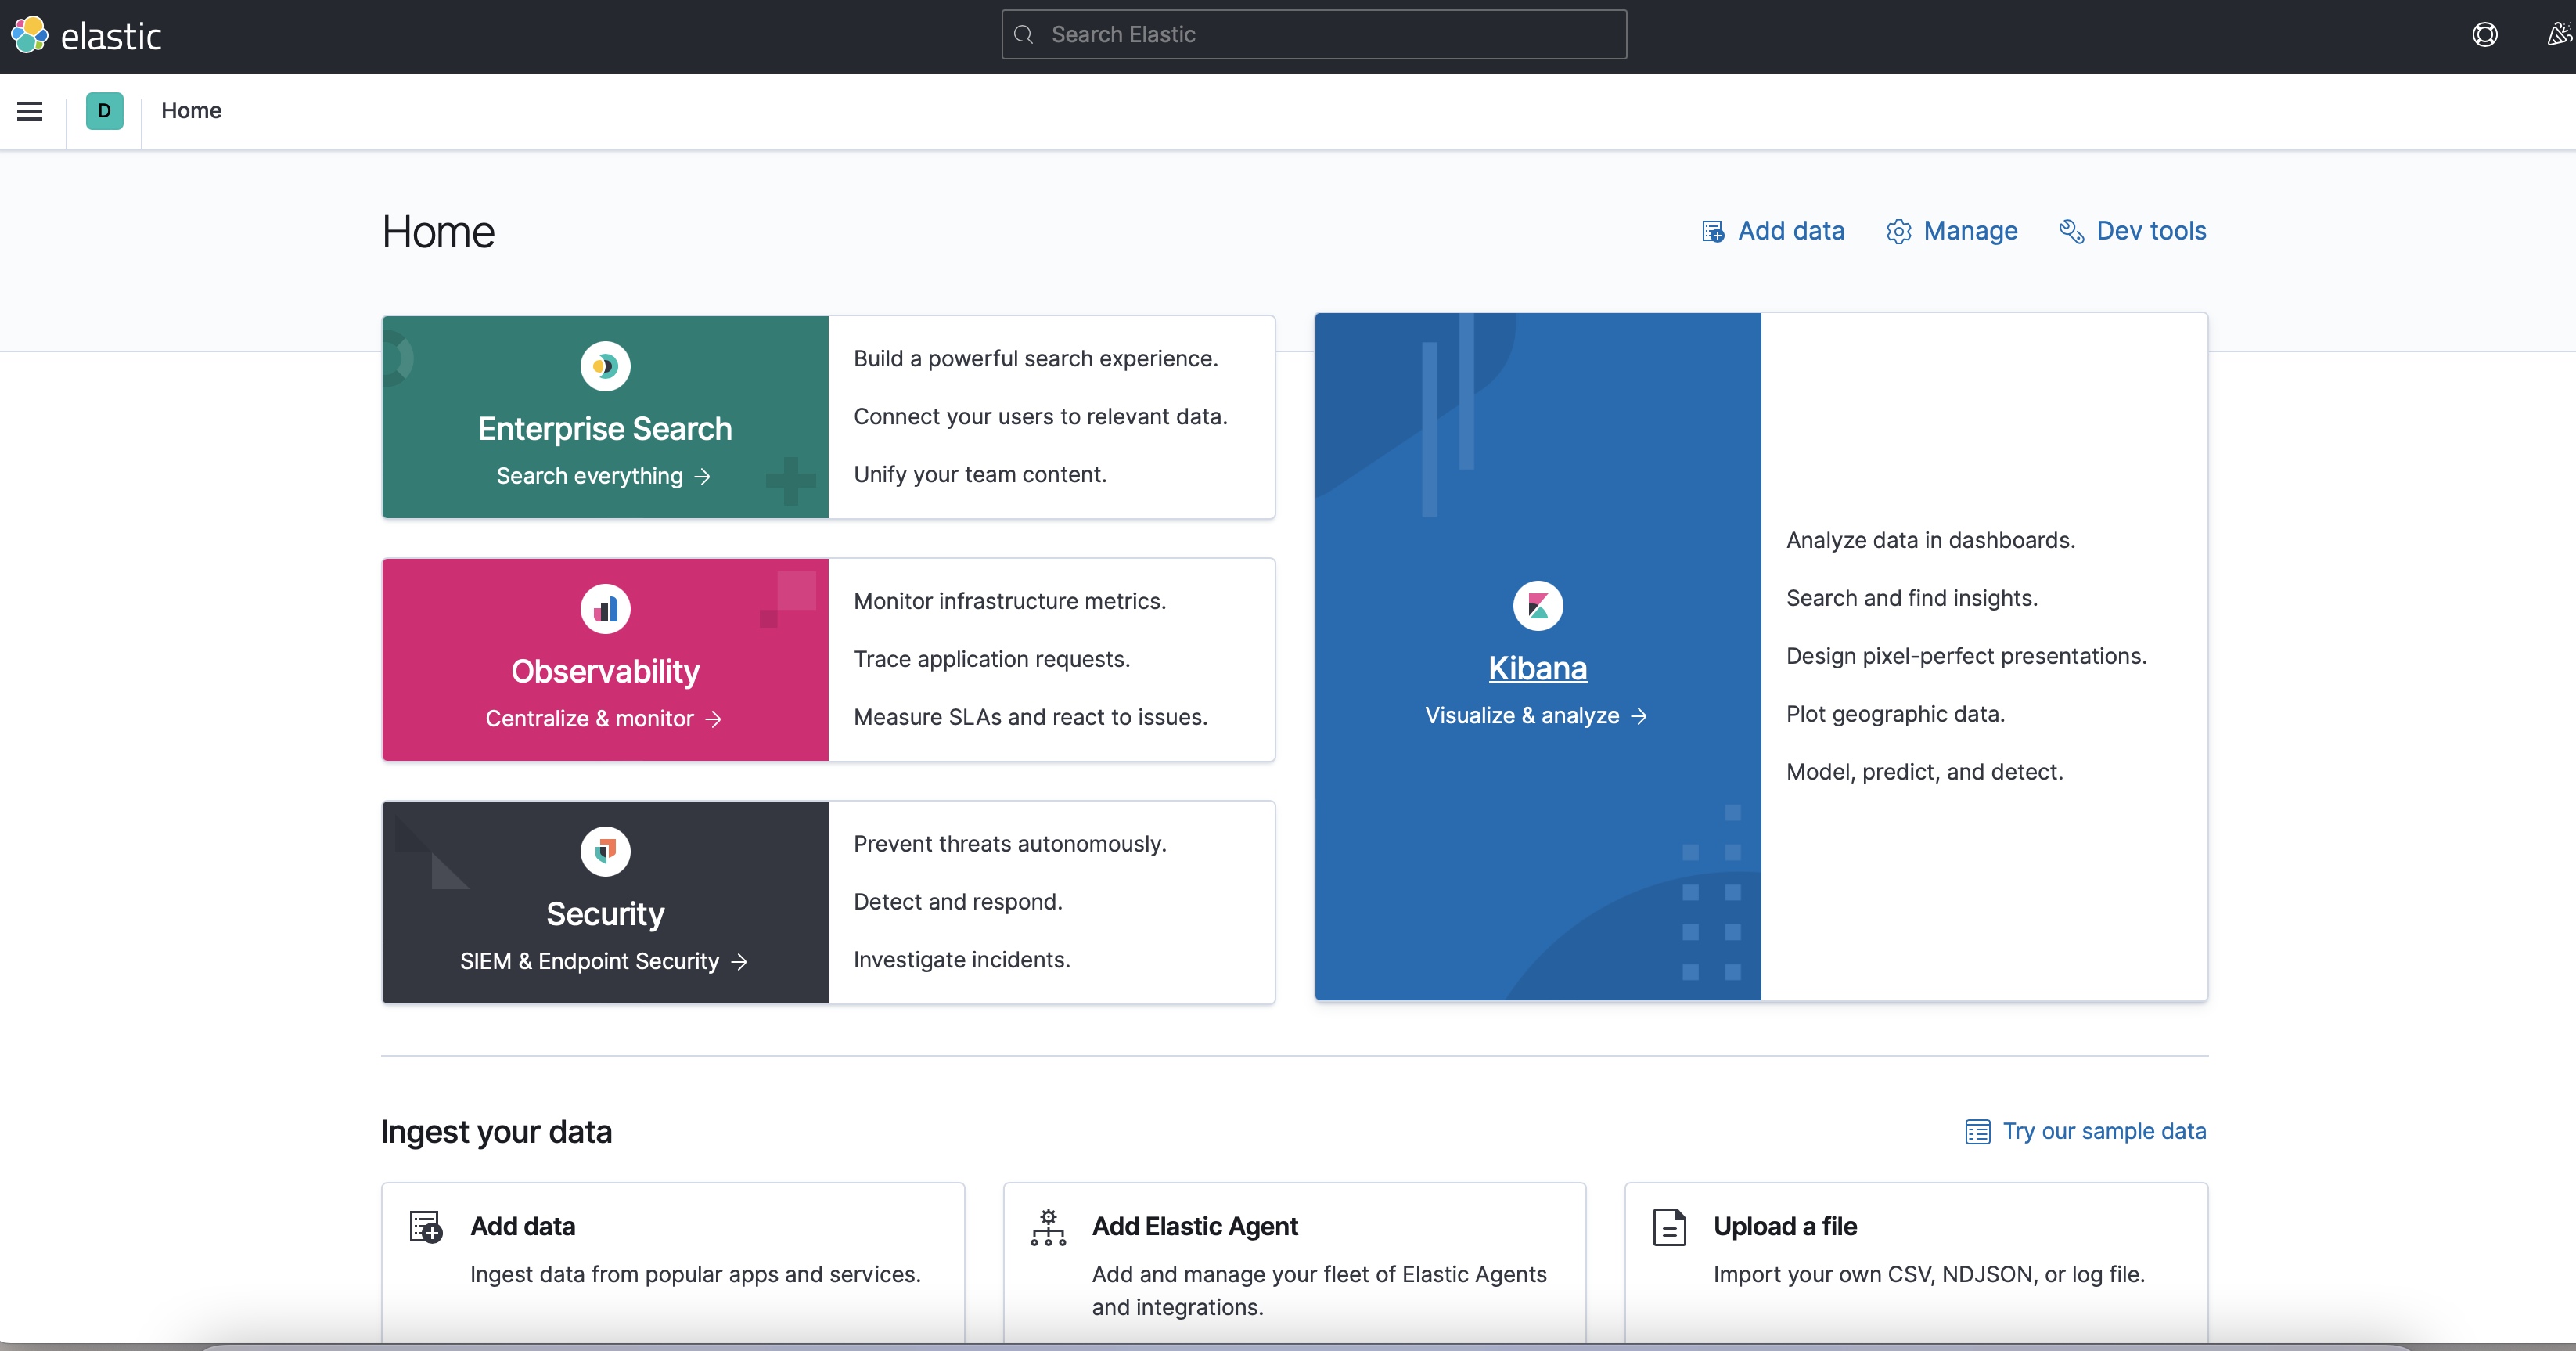 elastic
Search Elastic
D
Home
Home
Add data
Manage
Dev tools
Enterprise Search
Search everything →
Build a powerful search experience.
Connect your users to relevant data.
Unify your team content.
Observability
Centralize & monitor →
Monitor infrastructure metrics.
Trace application requests.
Measure SLAs and react to issues.
Security
SIEM & Endpoint Security →
Prevent threats autonomously.
Detect and respond.
Investigate incidents.
Kibana
Visualize & analyze →
Analyze data in dashboards.
Search and find insights.
Design pixel-perfect presentations.
Plot geographic data.
Model, predict, and detect.
Ingest your data
Try our sample data
Add data
Ingest data from popular apps and services.
Add Elastic Agent
Add and manage your fleet of Elastic Agents
and integrations.
Upload a file
Import your own CSV, NDJSON, or log file.